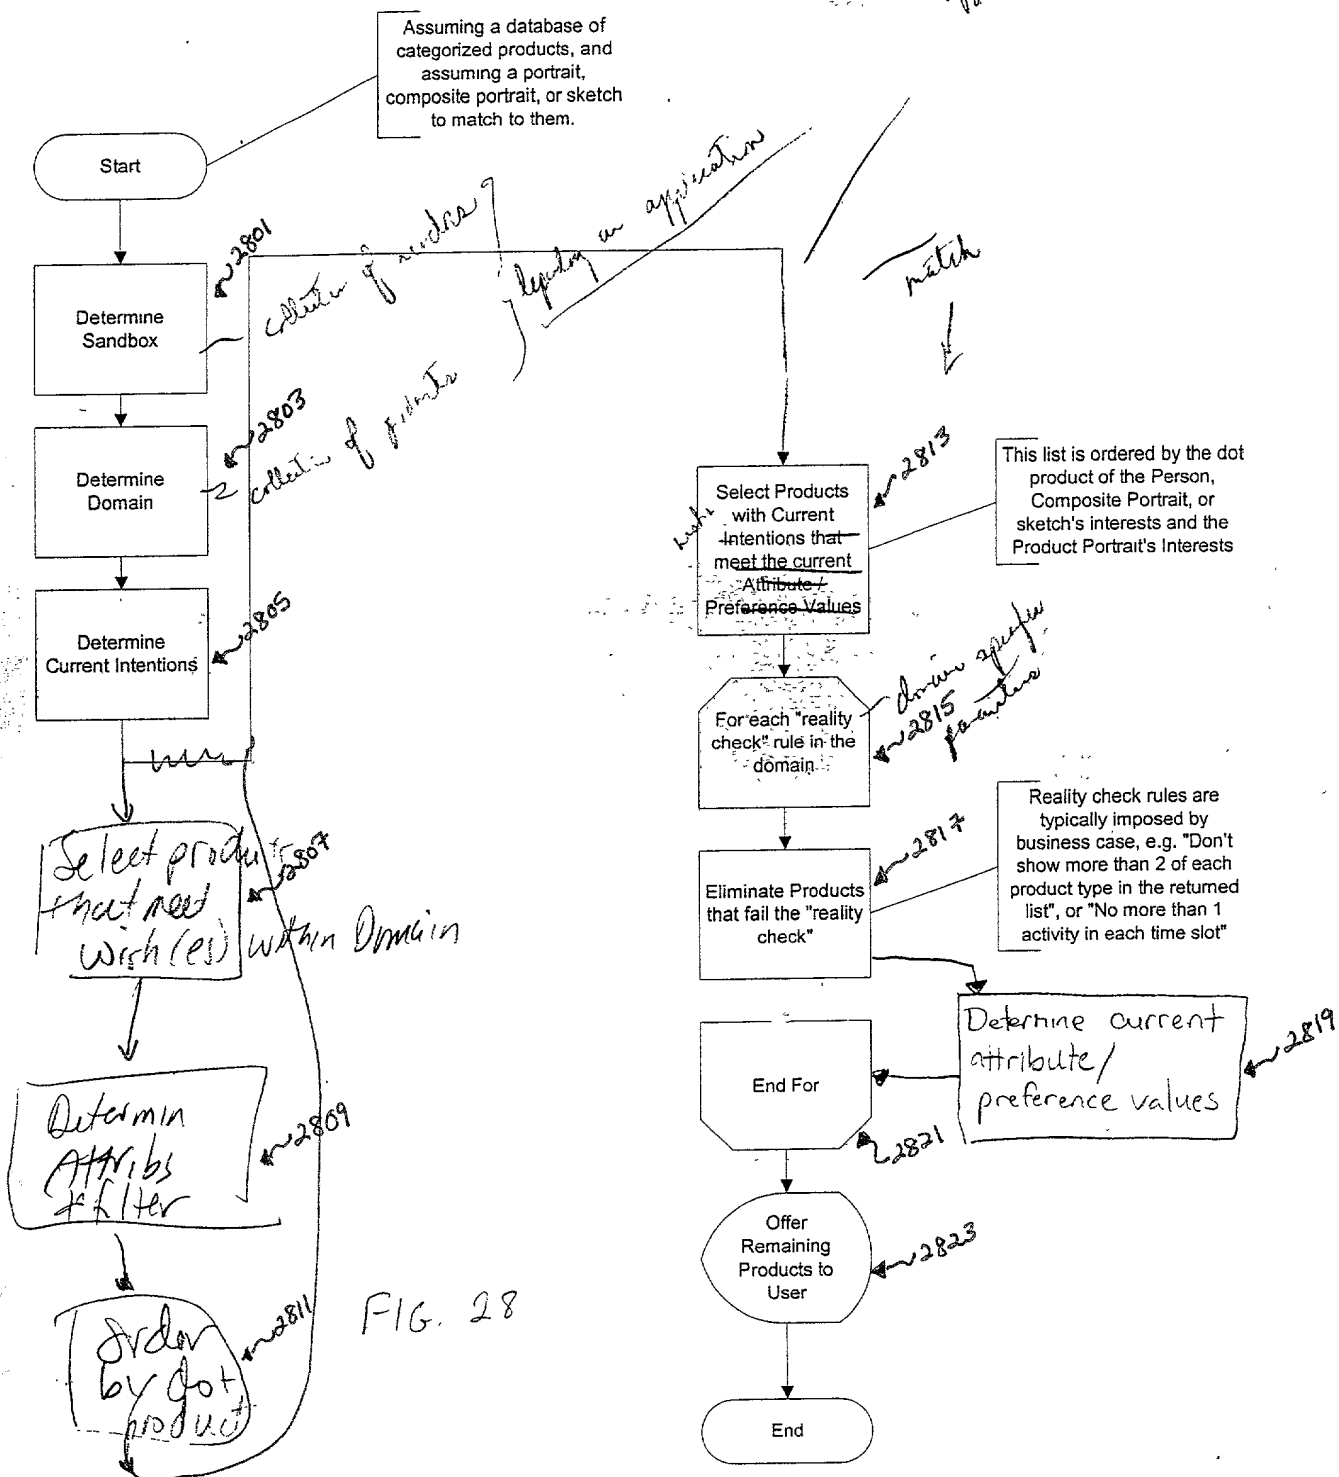 Assuming a database of
categorized products, and
assuming a portrait,
composite portrait, or sketch
to match to them.
Start
2801
Determine
Sandbox
collection of
depending on application
2803
Determine
Domain
collection of products
2805
Determine
Current Intentions
Select products
that meet
wish(es) within Domain
2807
Determin
Attribs
filter
2809
order
by dot
product
2811
FIG. 28
match
2813
Select Products
with Current
Intentions that
meet the current
Attribute /
Preference Values
This list is ordered by the dot
product of the Person,
Composite Portrait, or
sketch's interests and the
Product Portrait's Interests
domain specific
2815
For each "reality
check" rule in the
domain
2817
Eliminate Products
that fail the "reality
check"
Reality check rules are
typically imposed by
business case, e.g. "Don't
show more than 2 of each
product type in the returned
list", or "No more than 1
activity in each time slot"
Determine current
attribute/
preference values
2819
End For
2821
Offer
Remaining
Products to
User
2823
End